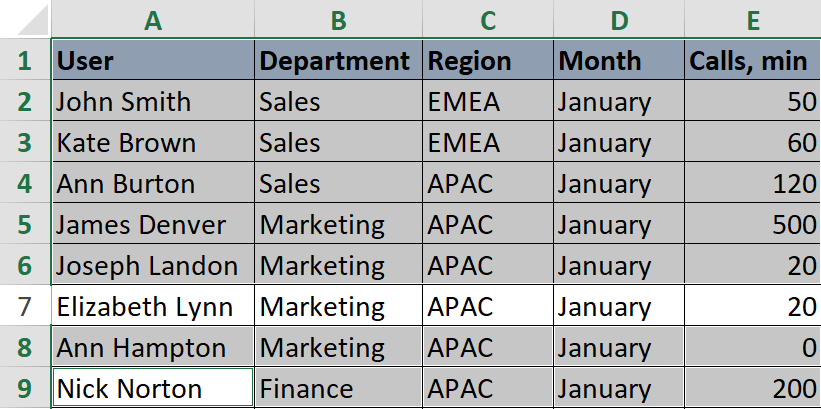 A B C D E
1 User Department Region Month Calls, min
2 John Smith Sales EMEA January 50
3 Kate Brown Sales EMEA January 60
4 Ann Burton Sales APAC January 120
5 James Denver Marketing APAC January 500
6 Joseph Landon Marketing APAC January 20
7 Elizabeth Lynn Marketing APAC January 20
8 Ann Hampton Marketing APAC January 0
9 Nick Norton Finance APAC January 200